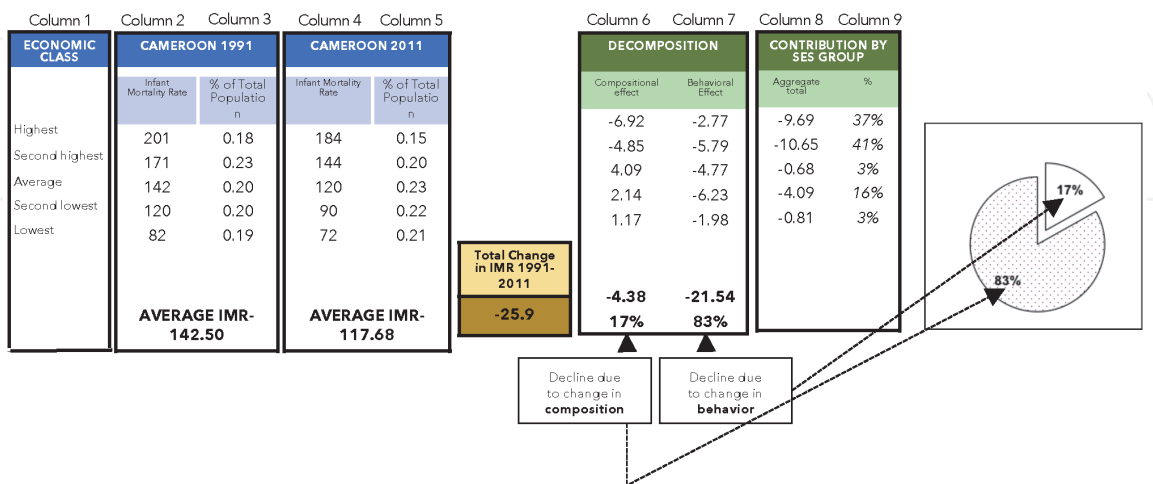 Column 1 Column 2 Column 3 Column 4 Column 5 Column 6 Column 7 Column 8 Column 9
ECONOMIC
CLASS
CAMEROON 1991
CAMEROON 2011
DECOMPOSITION
CONTRIBUTION BY
SES GROUP
Infant
Mortality Rate
% of Total
Populatio
n
Infant Mortality
Rate
% of Total
Populatio
n
Compositional
effect
Behavioral
Effect
Aggregate
total
%
Highest 201 0.18 184 0.15 -6.92 -2.77 -9.69 37%
Second highest 171 0.23 144 0.20 -4.85 -5.79 -10.65 41%
Average 142 0.20 120 0.23 4.09 -4.77 -0.68 3%
Second lowest 120 0.20 90 0.22 2.14 -6.23 -4.09 16%
Lowest 82 0.19 72 0.21 1.17 -1.98 -0.81 3%
AVERAGE IMR-
142.50
AVERAGE IMR-
117.68
Total Change
in IMR 1991-
2011
-25.9
-4.38 -21.54
17% 83%
Decline due
to change in
composition
Decline due
to change in
behavior
17%
83%